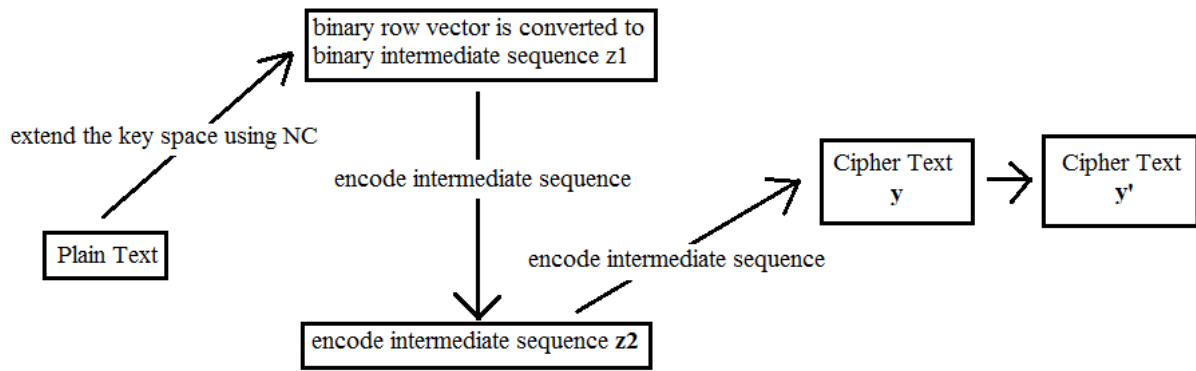 binary row vector is converted to
binary intermediate sequence z1
extend the key space using NC
encode intermediate sequence
Cipher Text
y
Cipher Text
y'
Plain Text
encode intermediate sequence
encode intermediate sequence z2